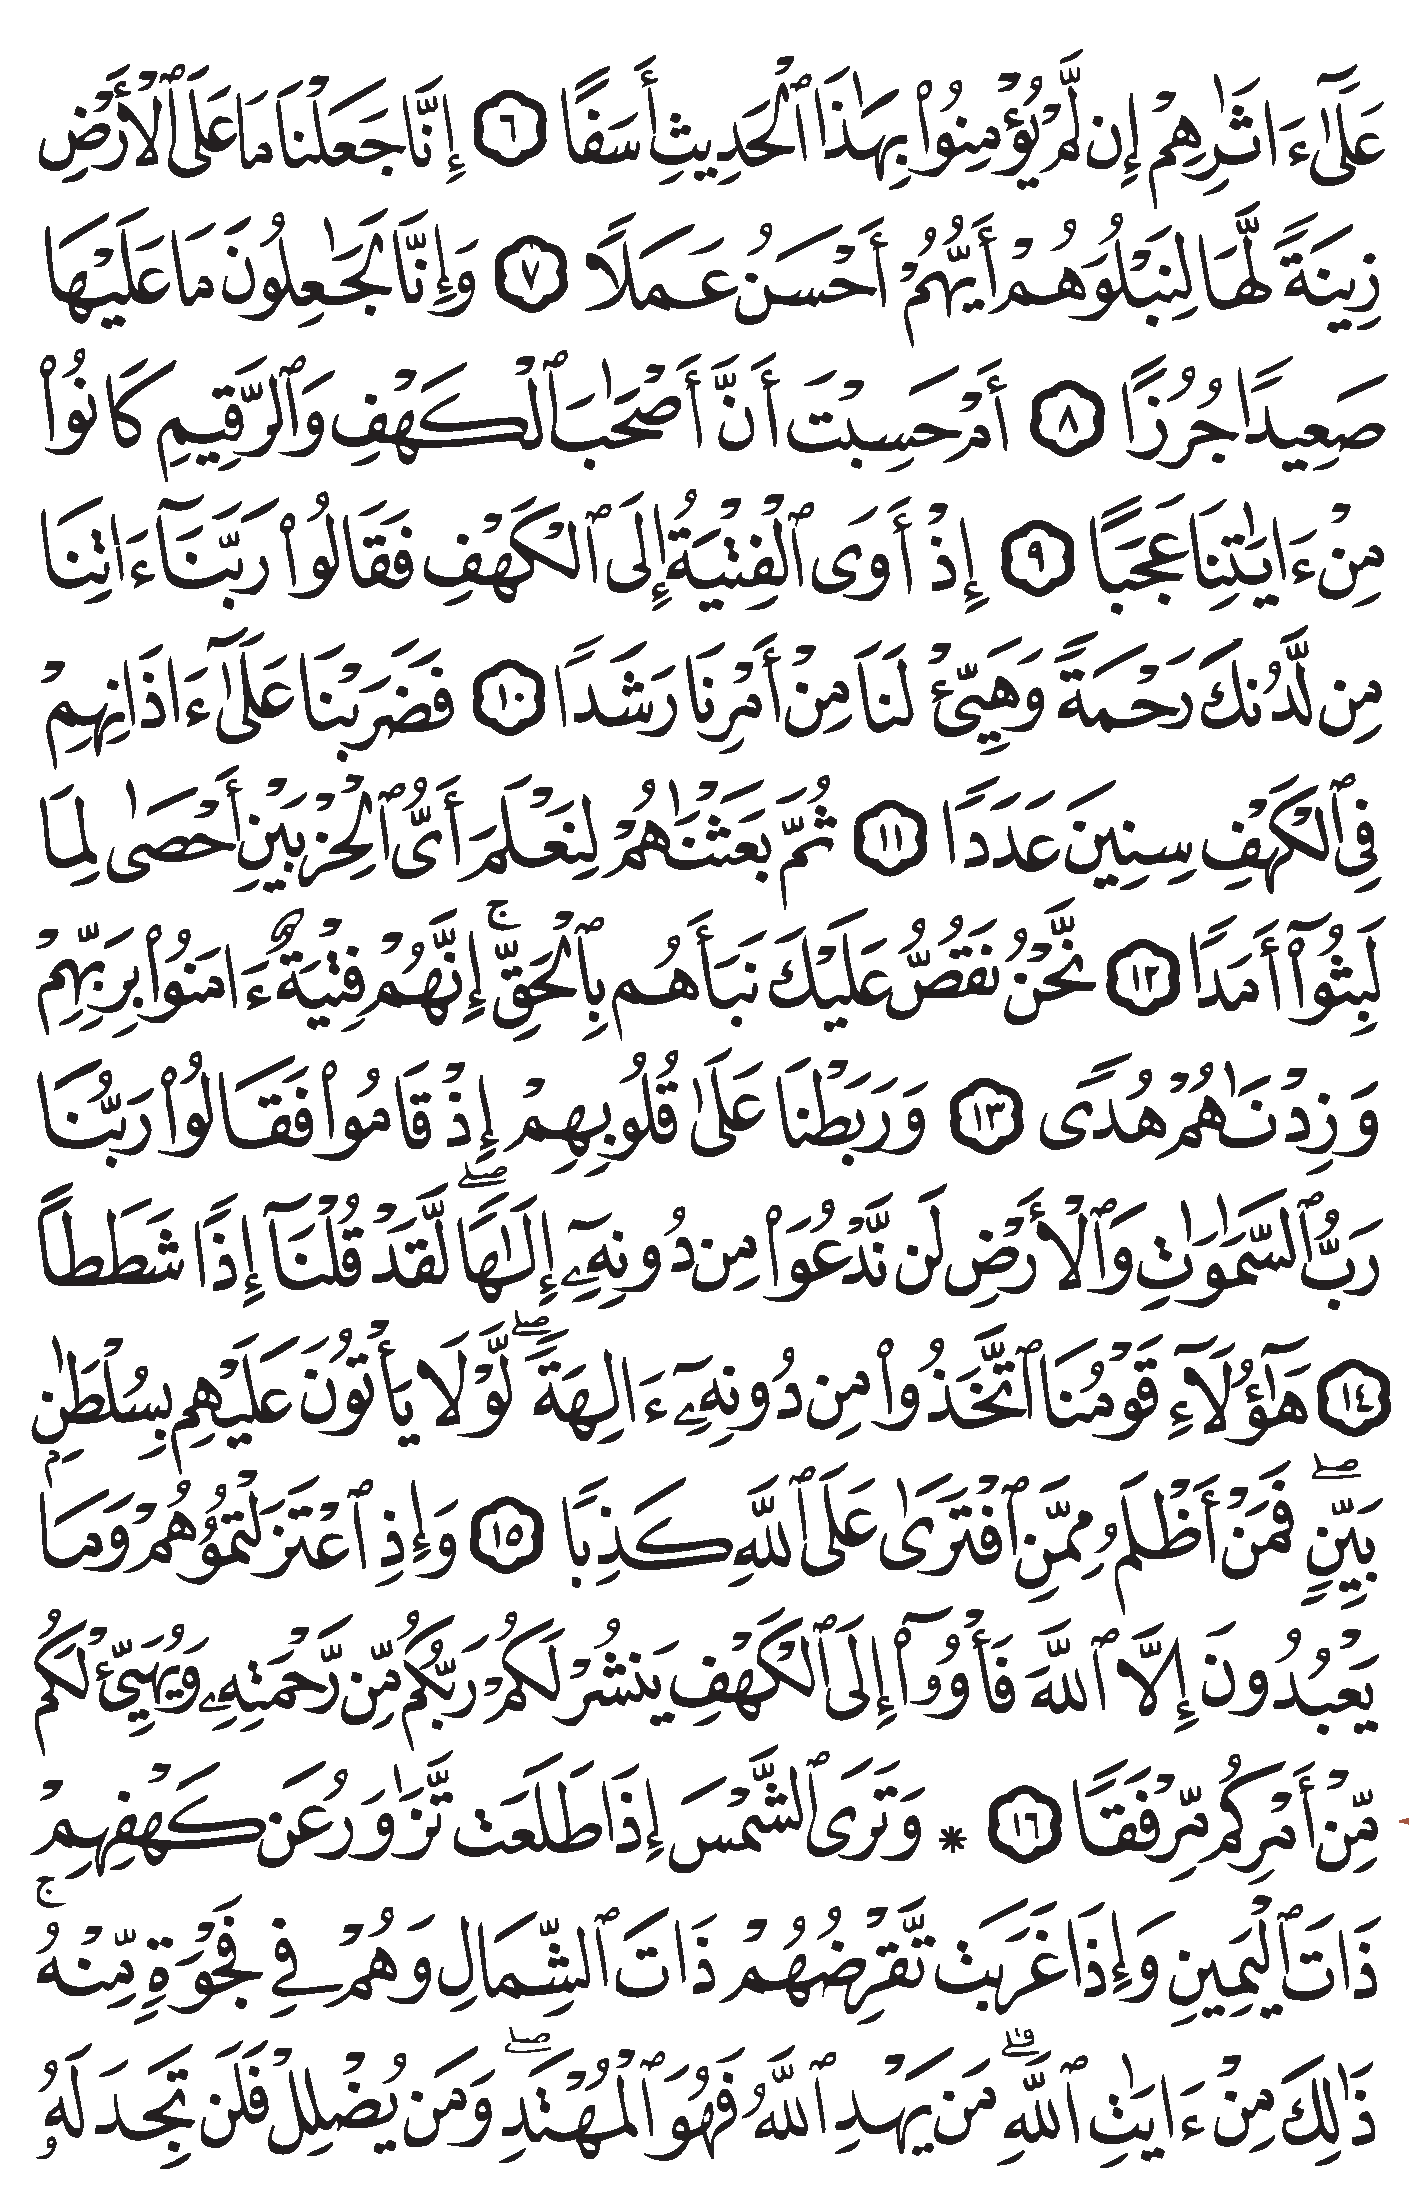 عَلَىٰٓ ءَاثَٰرِهِمْ إِن لَّمْ يُؤْمِنُوا۟ بِهَٰذَا ٱلْحَدِيثِ أَسَفًا ٦ إِنَّا جَعَلْنَا مَا عَلَى ٱلْأَرْضِ
زِينَةً لَّهَا لِنَبْلُوَهُمْ أَيُّهُمْ أَحْسَنُ عَمَلًا ٧ وَإِنَّا لَجَٰعِلُونَ مَا عَلَيْهَا
صَعِيدًا جُرُزًا ٨ أَمْ حَسِبْتَ أَنَّ أَصْحَٰبَ ٱلْكَهْفِ وَٱلرَّقِيمِ كَانُوا۟
مِنْ ءَايَٰتِنَا عَجَبًا ٩ إِذْ أَوَى ٱلْفِتْيَةُ إِلَى ٱلْكَهْفِ فَقَالُوا۟ رَبَّنَآ ءَاتِنَا
مِن لَّدُنكَ رَحْمَةً وَهَيِّئْ لَنَا مِنْ أَمْرِنَا رَشَدًا ١٠ فَضَرَبْنَا عَلَىٰٓ ءَاذَانِهِمْ
فِى ٱلْكَهْفِ سِنِينَ عَدَدًا ١١ ثُمَّ بَعَثْنَٰهُمْ لِنَعْلَمَ أَىُّ ٱلْحِزْبَيْنِ أَحْصَىٰ لِمَا
لَبِثُوٓا۟ أَمَدًا ١٢ نَّحْنُ نَقُصُّ عَلَيْكَ نَبَأَهُم بِٱلْحَقِّ ۚ إِنَّهُمْ فِتْيَةٌ ءَامَنُوا۟ بِرَبِّهِمْ
وَزِدْنَٰهُمْ هُدًى ١٣ وَرَبَطْنَا عَلَىٰ قُلُوبِهِمْ إِذْ قَامُوا۟ فَقَالُوا۟ رَبُّنَا
رَبُّ ٱلسَّمَٰوَٰتِ وَٱلْأَرْضِ لَن نَّدْعُوَا۟ مِن دُونِهِۦٓ إِلَٰهًا ۖ لَّقَدْ قُلْنَآ إِذًا شَطَطًا
١٤ هَٰٓؤُلَآءِ قَوْمُنَا ٱتَّخَذُوا۟ مِن دُونِهِۦٓ ءَالِهَةً ۖ لَّوْلَا يَأْتُونَ عَلَيْهِم بِسُلْطَٰنٍۭ
بَيِّنٍ ۖ فَمَنْ أَظْلَمُ مِمَّنِ ٱفْتَرَىٰ عَلَى ٱللَّهِ كَذِبًا ١٥ وَإِذِ ٱعْتَزَلْتُمُوهُمْ وَمَا
يَعْبُدُونَ إِلَّا ٱللَّهَ فَأْوُۥٓا۟ إِلَى ٱلْكَهْفِ يَنشُرْ لَكُمْ رَبُّكُم مِّن رَّحْمَتِهِۦ وَيُهَيِّئْ لَكُم
مِّنْ أَمْرِكُم مِّرْفَقًا ١٦ * وَتَرَى ٱلشَّمْسَ إِذَا طَلَعَت تَّزَٰوَرُ عَن كَهْفِهِمْ
ذَاتَ ٱلْيَمِينِ وَإِذَا غَرَبَت تَّقْرِضُهُمْ ذَاتَ ٱلشِّمَالِ وَهُمْ فِى فَجْوَةٍ مِّنْهُ ۚ
ذَٰلِكَ مِنْ ءَايَٰتِ ٱللَّهِ ۗ مَن يَهْدِ ٱللَّهُ فَهُوَ ٱلْمُهْتَدِ ۖ وَمَن يُضْلِلْ فَلَن تَجِدَ لَهُۥ